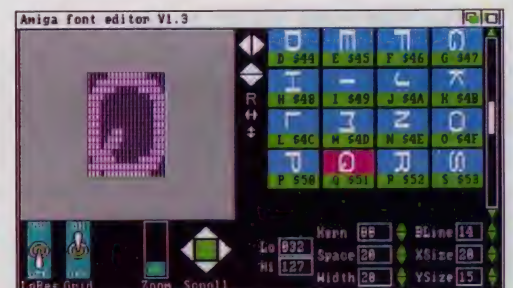 Amiga font editor V1.3
D $44 E $45 F $46 G $47
H $48 I $49 J $4A K $4B
R
L $4C M $4D N $4E O $4F
P $50 Q $51 R $52 S $53
Kern 00 BLine 14
Lo 032 Space 20 XSize 20
Hi 127 Width 20 YSize 15
LoRes Grid Zoom Scroll